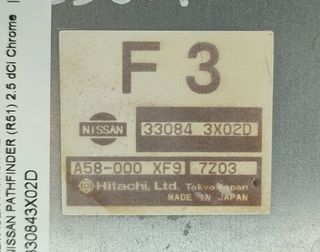 F 3
NISSAN 33084 3X02D
A58-000 XF9 7Z03
Hitachi, Ltd. Tokyo Japan
MADE IN JAPAN
NISSAN PATHFINDER (R51) 2.5 dCi Chrome
330843X02D